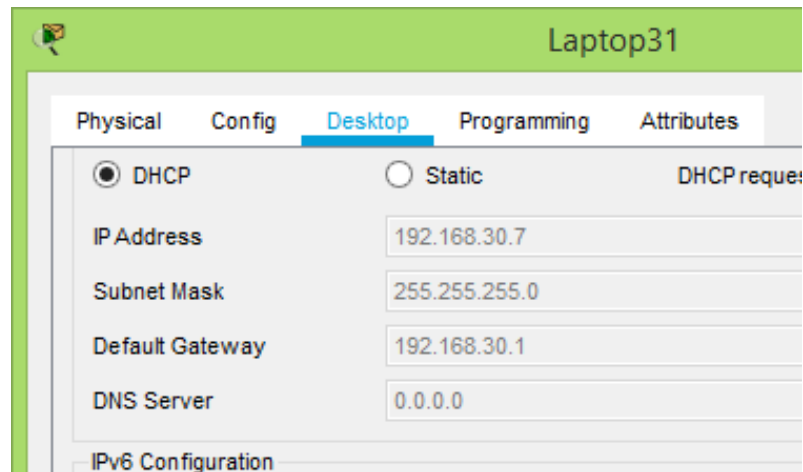 Laptop31
Physical Config Desktop Programming Attributes
DHCP Static DHCP reques
IP Address 192.168.30.7
Subnet Mask 255.255.255.0
Default Gateway 192.168.30.1
DNS Server 0.0.0.0
IPv6 Configuration